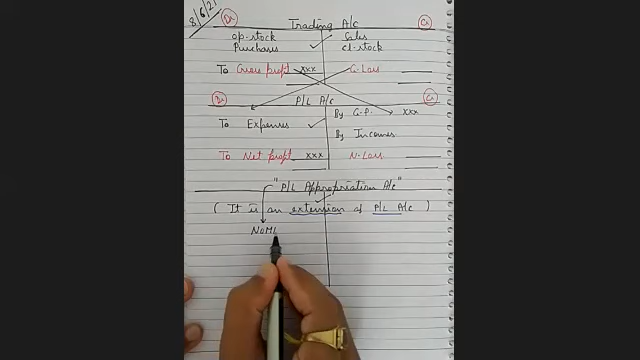 8/6/21
Dr Trading A/c Cr
op-stock Sales
Purchases cl-stock
To Gross profit xxx G-Loss
Dr P/L A/c Cr
By G.P. xxx
To Expenses
By Incomes
To Net profit xxx N-Loss
"P/L Appropriation A/c"
( It is an extension of P/L A/c )
NOMI